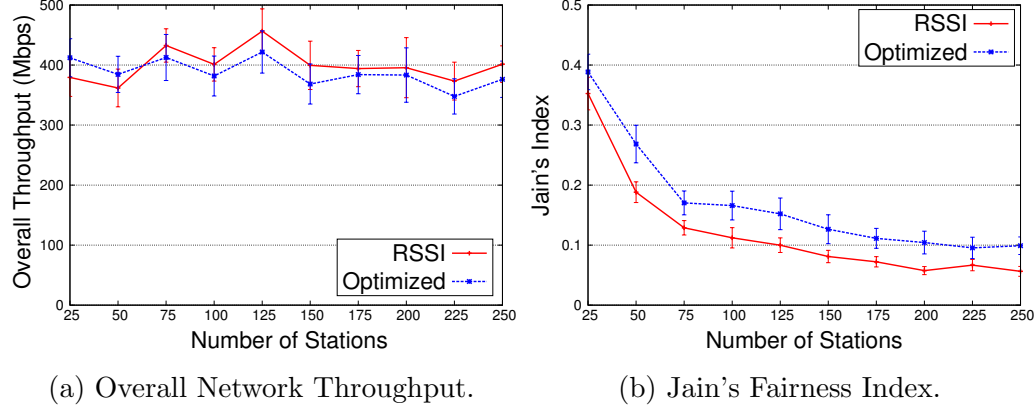 500
400
300
200
100
0
Overall Throughput (Mbps)
RSSI
Optimized
25 50 75 100 125 150 175 200 225 250
Number of Stations
(a) Overall Network Throughput.
0.5
0.4
0.3
0.2
0.1
0
Jain's Index
RSSI
Optimized
25 50 75 100 125 150 175 200 225 250
Number of Stations
(b) Jain's Fairness Index.